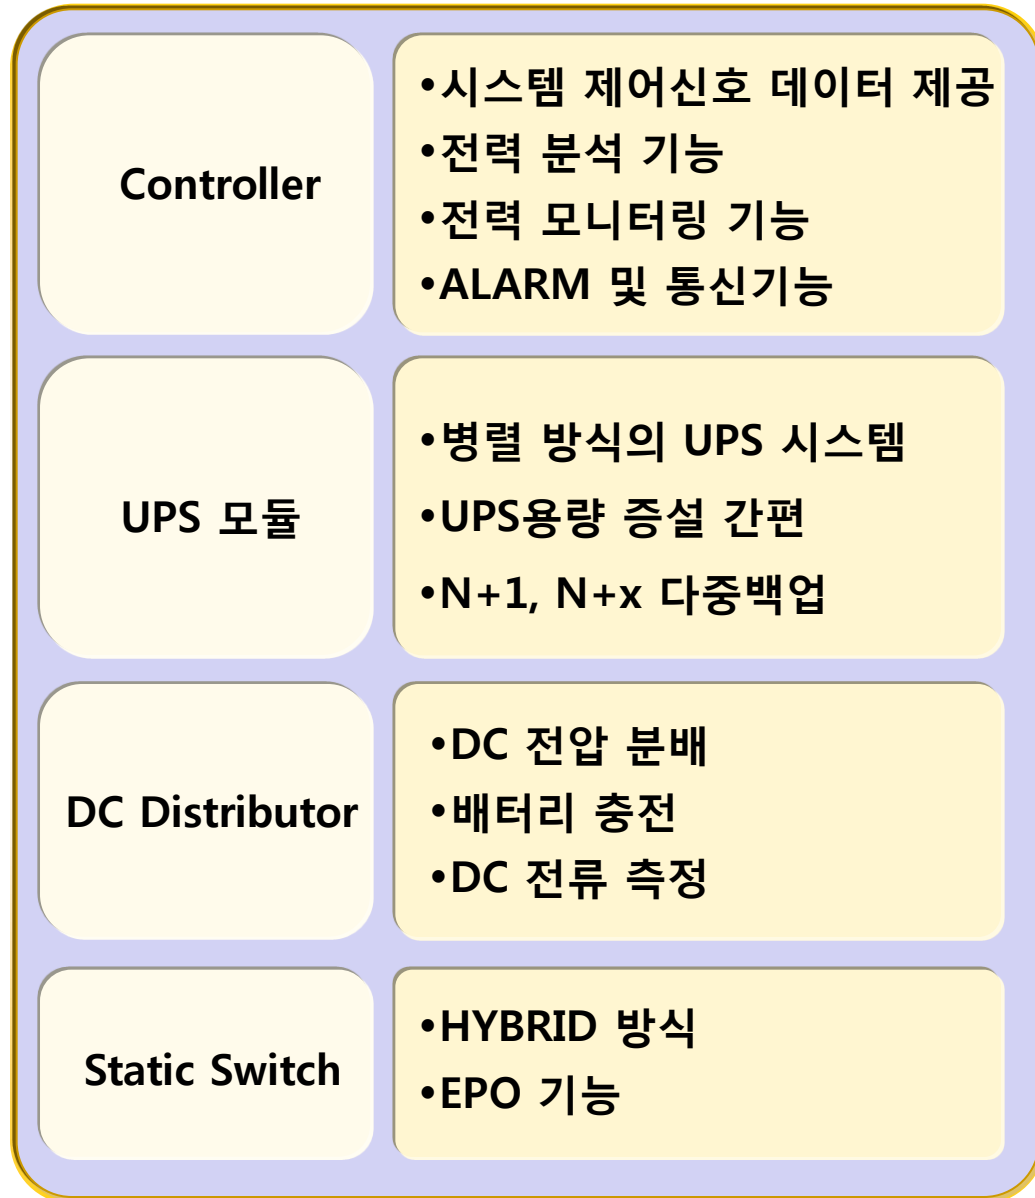 Controller
•시스템 제어신호 데이터 제공
•전력 분석 기능
•전력 모니터링 기능
•ALARM 및 통신기능
UPS 모듈
•병렬 방식의 UPS 시스템
•UPS용량 증설 간편
•N+1, N+x 다중백업
DC Distributor
•DC 전압 분배
•배터리 충전
•DC 전류 측정
Static Switch
•HYBRID 방식
•EPO 기능